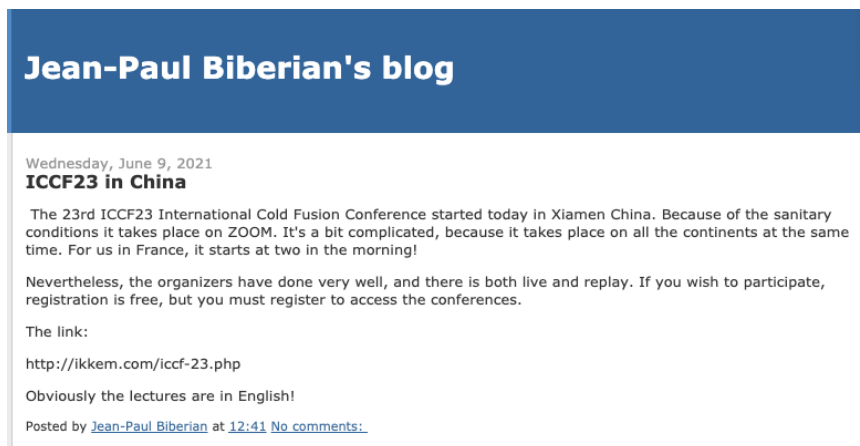 Jean-Paul Biberian's blog
Wednesday, June 9, 2021
ICCF23 in China
The 23rd ICCF23 International Cold Fusion Conference started today in Xiamen China. Because of the sanitary
conditions it takes place on ZOOM. It's a bit complicated, because it takes place on all the continents at the same
time. For us in France, it starts at two in the morning!
Nevertheless, the organizers have done very well, and there is both live and replay. If you wish to participate,
registration is free, but you must register to access the conferences.
The link:
http://ikkem.com/iccf-23.php
Obviously the lectures are in English!
Posted by Jean-Paul Biberian at 12:41 No comments: